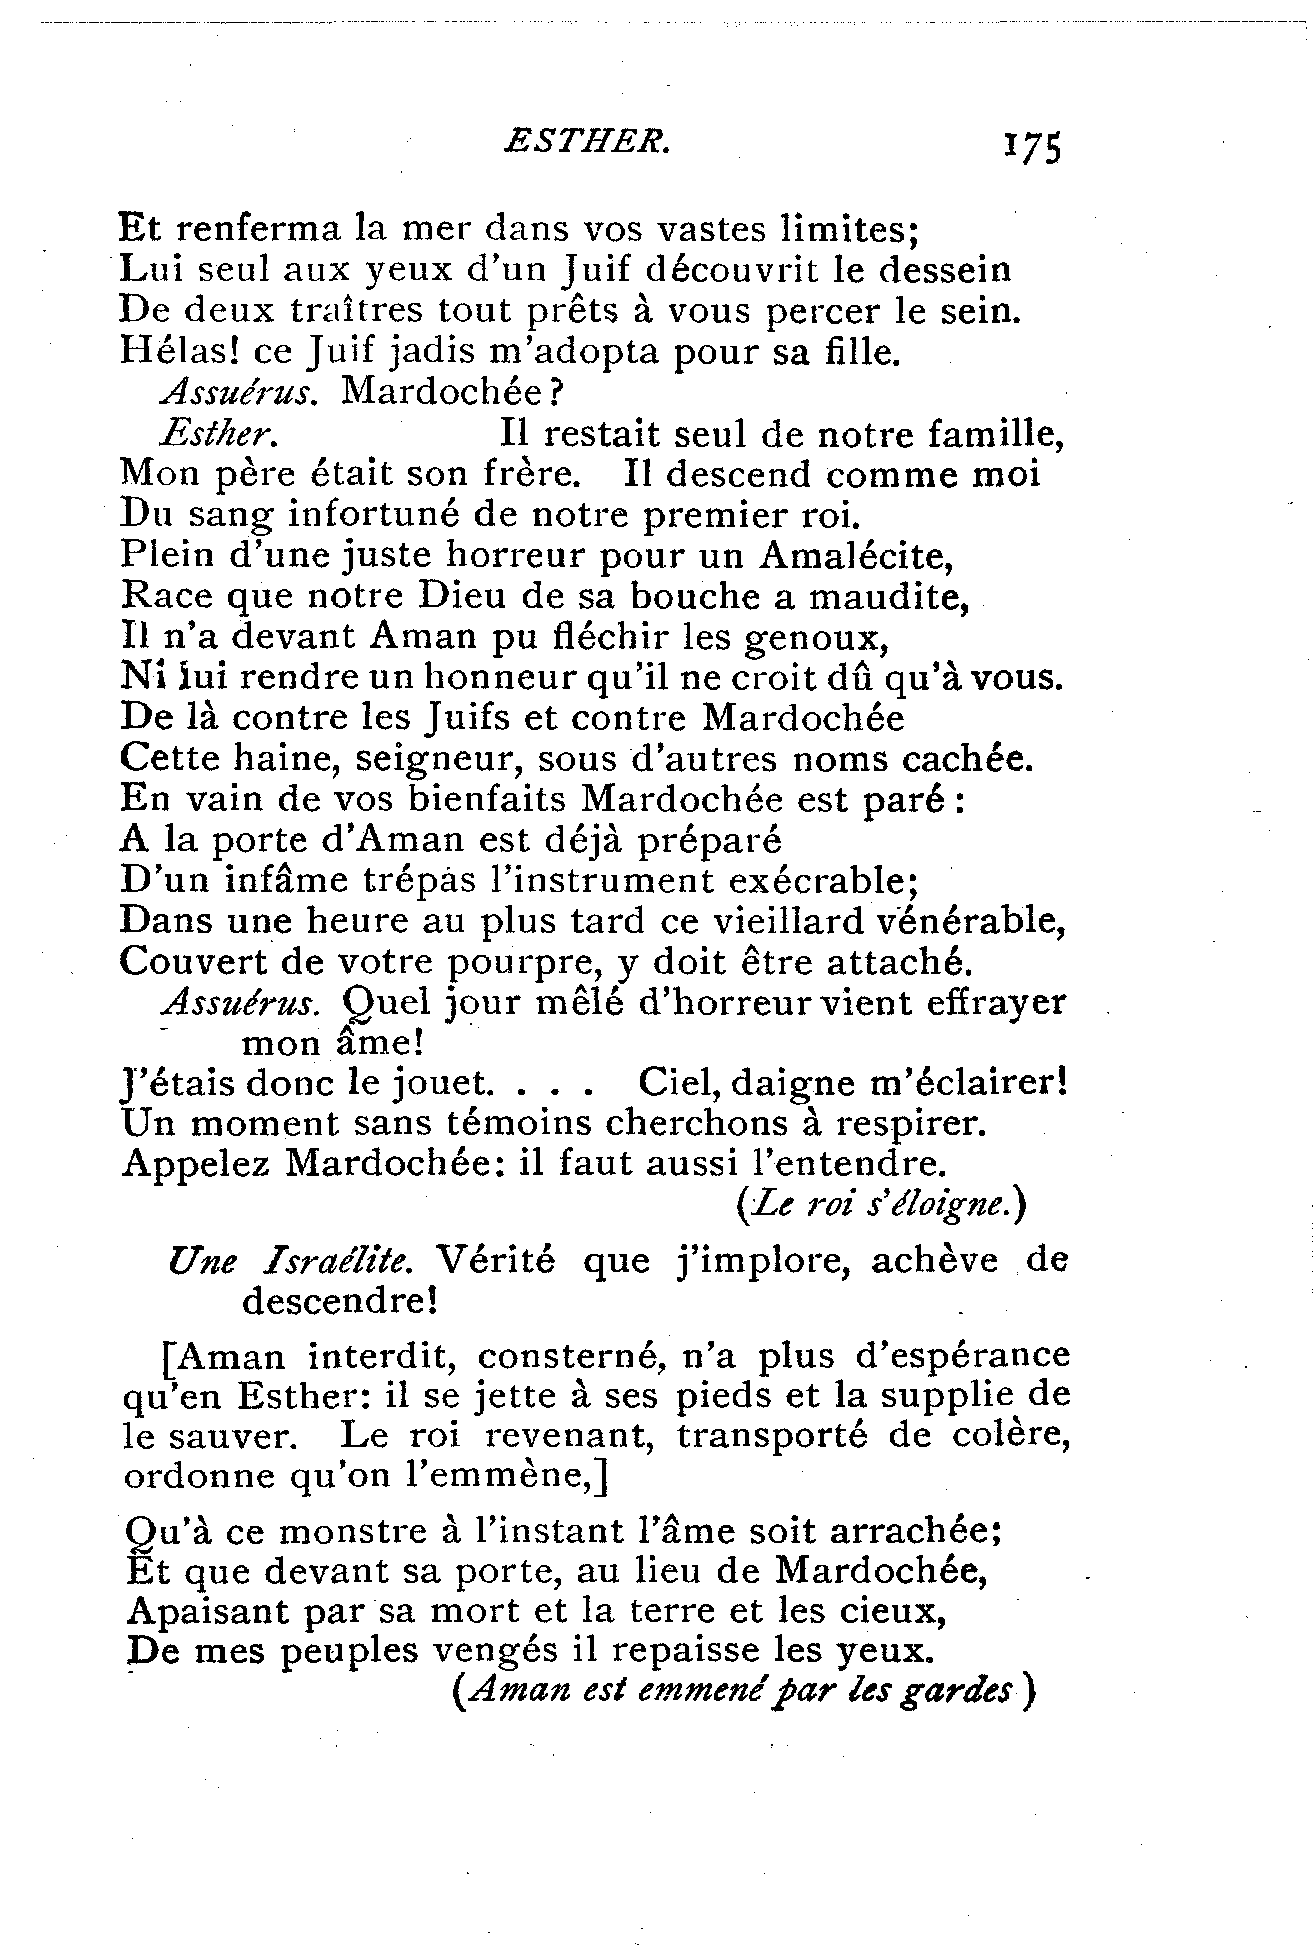 ESTHER. 175
Et renferma la mer dans vos vastes limites;
Lui seul aux yeux d'un Juif découvrit le dessein
De deux traîtres tout prêts à vous percer le sein.
Hélas! ce Juif jadis m'adopta pour sa fille.
Assuérus. Mardochée?
Esther. Il restait seul de notre famille,
Mon père était son frère. Il descend comme moi
Du sang infortuné de notre premier roi.
Plein d'une juste horreur pour un Amalécite,
Race que notre Dieu de sa bouche a maudite,
Il n'a devant Aman pu fléchir les genoux,
Ni lui rendre un honneur qu'il ne croit dû qu'à vous.
De là contre les Juifs et contre Mardochée
Cette haine, seigneur, sous d'autres noms cachée.
En vain de vos bienfaits Mardochée est paré :
A la porte d'Aman est déjà préparé
D'un infâme trépas l'instrument exécrable;
Dans une heure au plus tard ce vieillard vénérable,
Couvert de votre pourpre, y doit être attaché.
Assuérus. Quel jour mêlé d'horreur vient effrayer
mon âme!
J'étais donc le jouet. . . . Ciel, daigne m'éclairer!
Un moment sans témoins cherchons à respirer.
Appelez Mardochée: il faut aussi l'entendre.
(Le roi s'éloigne.)
Une Israélite. Vérité que j'implore, achève de
descendre!
[Aman interdit, consterné, n'a plus d'espérance
qu'en Esther: il se jette à ses pieds et la supplie de
le sauver. Le roi revenant, transporté de colère,
ordonne qu'on l'emmène,]
Qu'à ce monstre à l'instant l'âme soit arrachée;
Et que devant sa porte, au lieu de Mardochée,
Apaisant par sa mort et la terre et les cieux,
De mes peuples vengés il repaisse les yeux.
(Aman est emmené par les gardes)